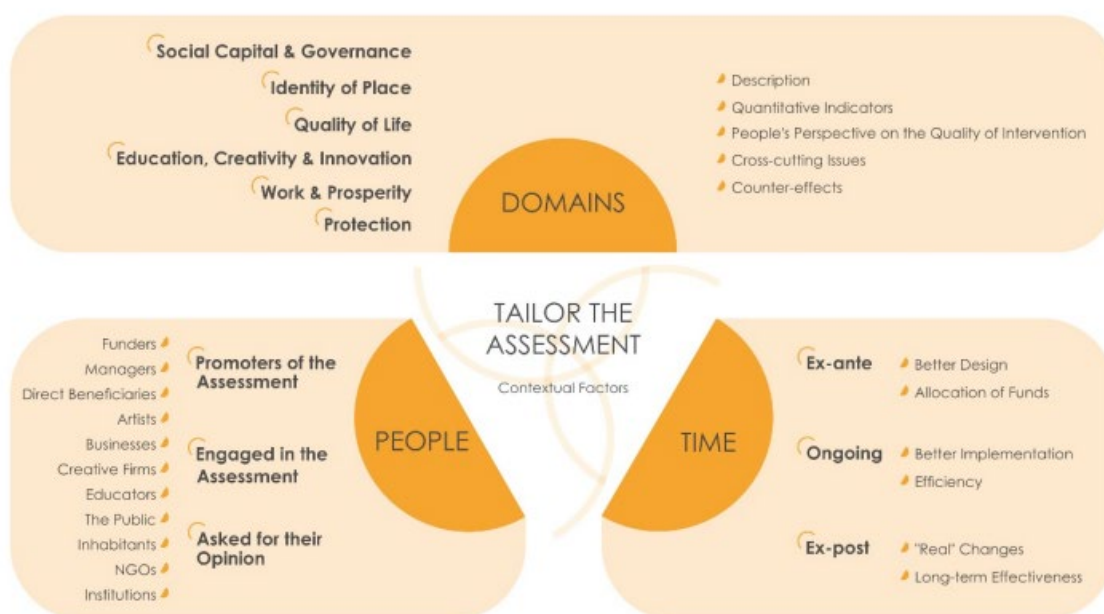 Social Capital & Governance
Identity of Place
Quality of Life
Education, Creativity & Innovation
Work & Prosperity
Protection
DOMAINS
Description
Quantitative Indicators
People's Perspective on the Quality of Intervention
Cross-cutting Issues
Counter-effects
TAILOR THE
ASSESSMENT
Contextual Factors
Funders
Managers
Direct Beneficiaries
Artists
Businesses
Creative Firms
Educators
The Public
Inhabitants
NGOs
Institutions
Promoters of the
Assessment
Engaged in the
Assessment
Asked for their
Opinion
PEOPLE
TIME
Ex-ante
Better Design
Allocation of Funds
Ongoing
Better Implementation
Efficiency
Ex-post
"Real" Changes
Long-term Effectiveness